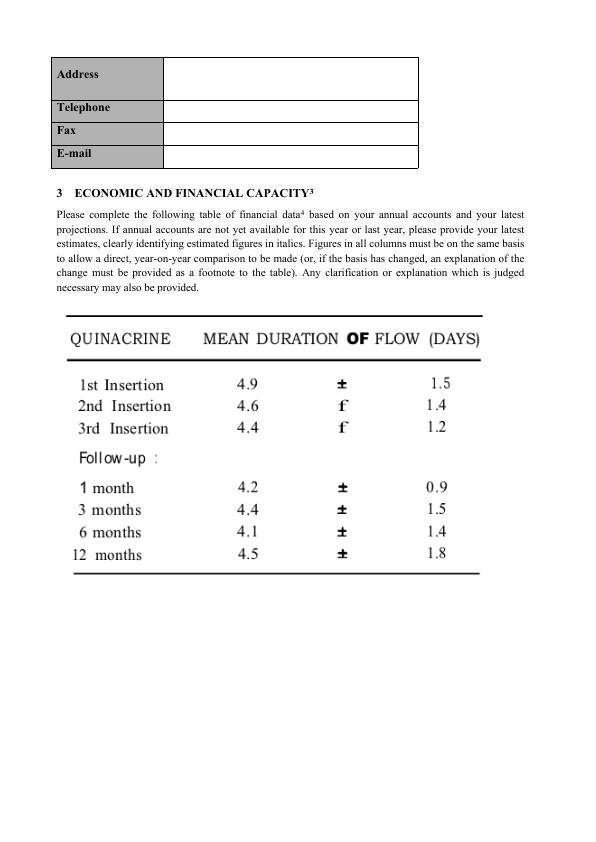 Address
Telephone
Fax
E-mail
3 ECONOMIC AND FINANCIAL CAPACITY³
Please complete the following table of financial data⁴ based on your annual accounts and your latest
projections. If annual accounts are not yet available for this year or last year, please provide your latest
estimates, clearly identifying estimated figures in italics. Figures in all columns must be on the same basis
to allow a direct, year-on-year comparison to be made (or, if the basis has changed, an explanation of the
change must be provided as a footnote to the table). Any clarification or explanation which is judged
necessary may also be provided.
QUINACRINE MEAN DURATION OF FLOW (DAYS)
1st Insertion 4.9 ± 1.5
2nd Insertion 4.6 f 1.4
3rd Insertion 4.4 f 1.2
Follow-up :
1 month 4.2 ± 0.9
3 months 4.4 ± 1.5
6 months 4.1 ± 1.4
12 months 4.5 ± 1.8